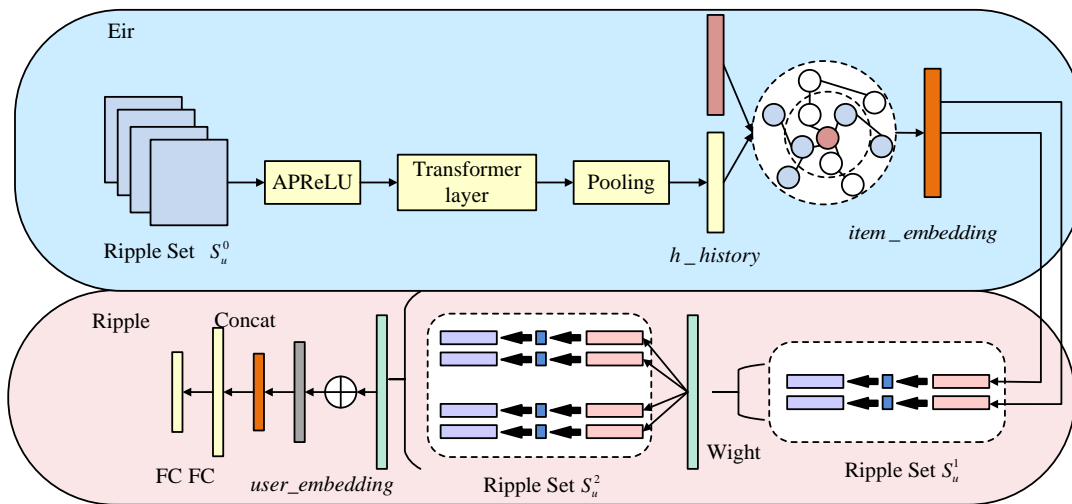 Eir
APReLU
Transformer
layer
Pooling
Ripple Set $S_u^0$
h_history
item_embedding
Ripple
Concat
FC FC
user_embedding
Ripple Set $S_u^2$
Wight
Ripple Set $S_u^1$